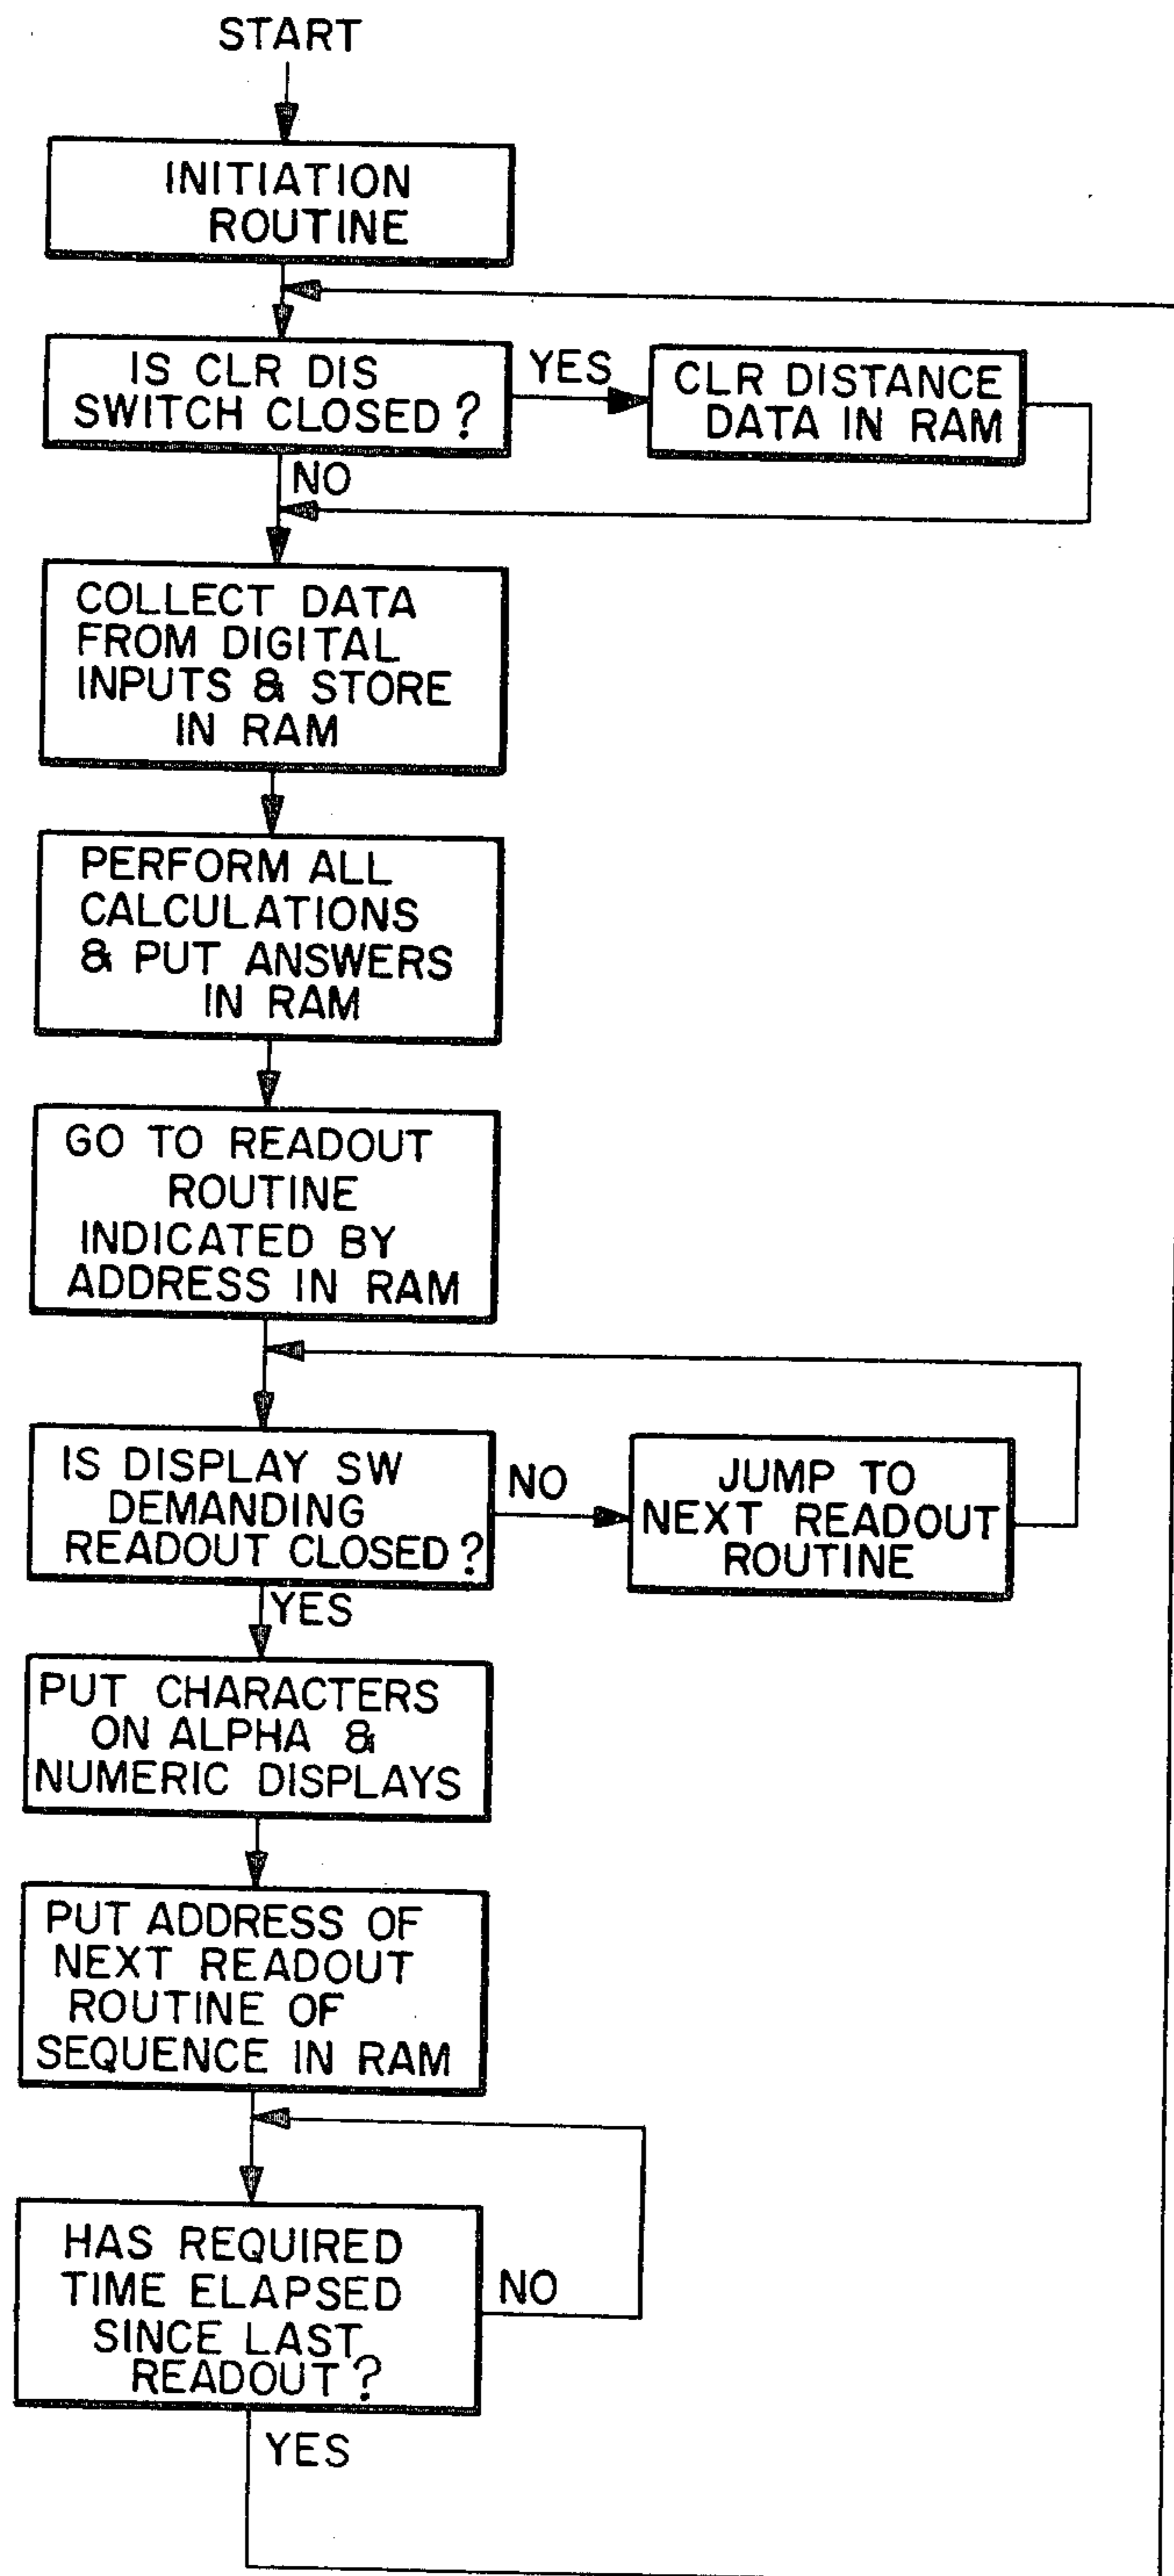 START
INITIATION
ROUTINE
IS CLR DIS
SWITCH CLOSED?
YES
CLR DISTANCE
DATA IN RAM
NO
COLLECT DATA
FROM DIGITAL
INPUTS & STORE
IN RAM
PERFORM ALL
CALCULATIONS
& PUT ANSWERS
IN RAM
GO TO READOUT
ROUTINE
INDICATED BY
ADDRESS IN RAM
IS DISPLAY SW
DEMANDING
READOUT CLOSED?
NO
JUMP TO
NEXT READOUT
ROUTINE
YES
PUT CHARACTERS
ON ALPHA &
NUMERIC DISPLAYS
PUT ADDRESS OF
NEXT READOUT
ROUTINE OF
SEQUENCE IN RAM
HAS REQUIRED
TIME ELAPSED
SINCE LAST
READOUT?
NO
YES